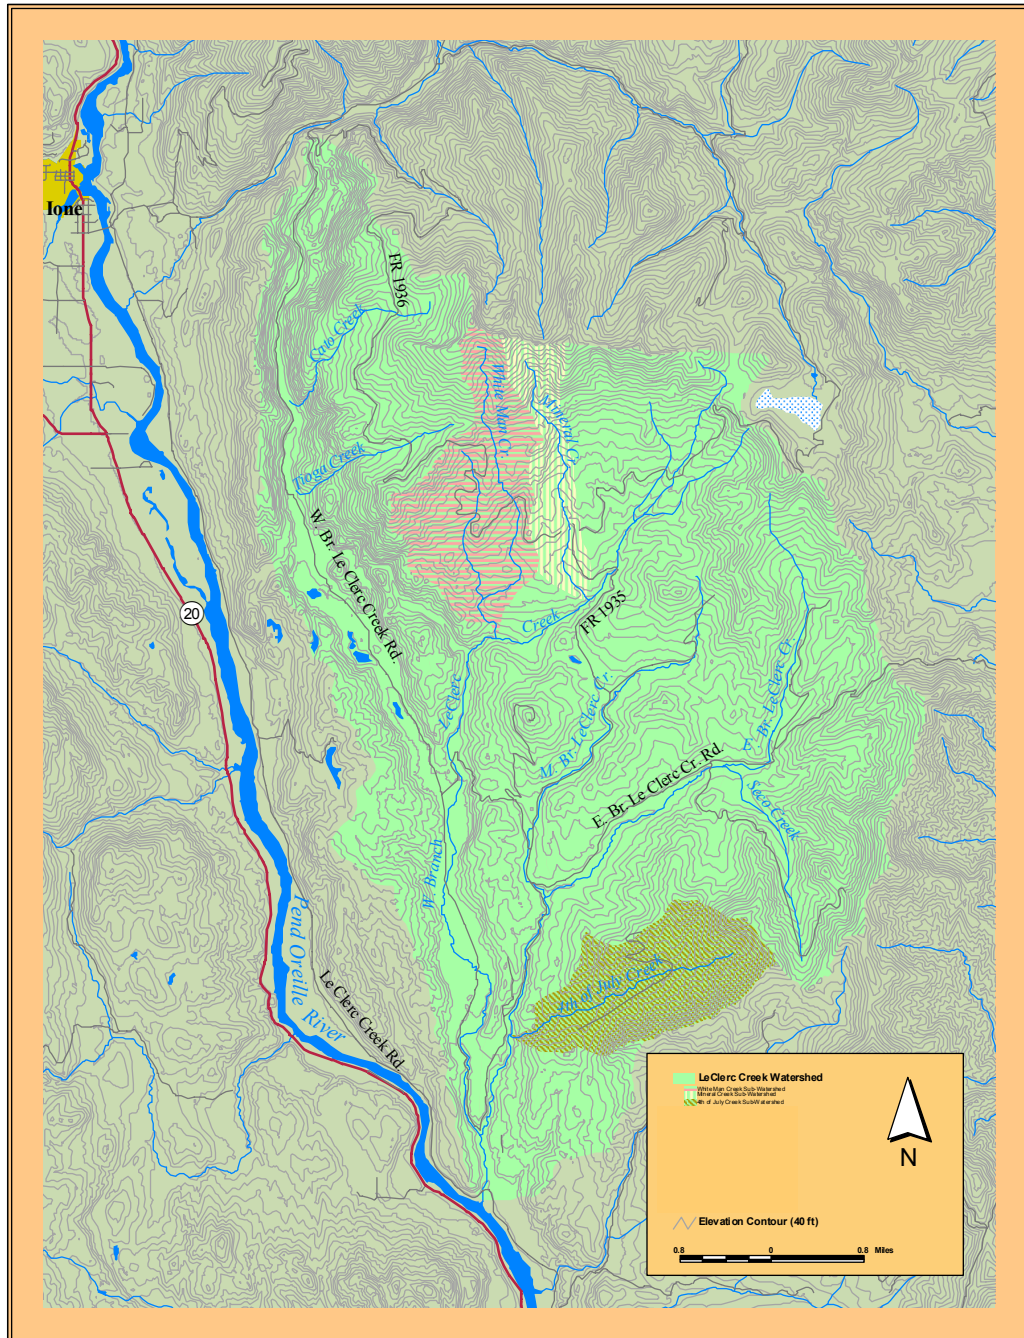 Ione
FR 1936
Cato Creek
White Man Cr.
Mineral Cr.
Tioga Creek
W. Br. Le Clerc Creek Rd.
20
Creek
FR 1935
LeClerc
M. Br. LeClerc Cr.
E. Br. LeClerc Cr.
E. Br. Le Clerc Cr. Rd.
Seco Creek
W. Branch
Pend Oreille
River
4th of July Creek
Le Clerc Creek Rd.
LeClerc Creek Watershed
White Man Creek Sub-Watershed
Mineral Creek Sub-Watershed
4th of July Creek Sub-Watershed
N
Elevation Contour (40 ft)
0.8 0 0.8 Miles